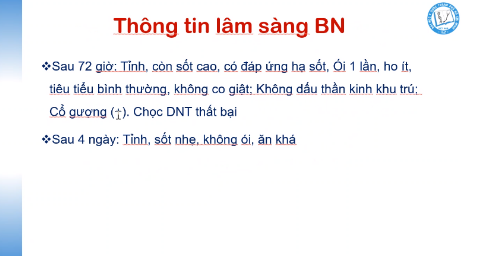 Thông tin lâm sàng BN
❖Sau 72 giờ: Tỉnh, còn sốt cao, có đáp ứng hạ sốt, Ói 1 lần, ho ít,
tiêu tiểu bình thường, không co giật; Không dấu thần kinh khu trú;
Cổ gượng (±). Chọc DNT thất bại
❖Sau 4 ngày: Tỉnh, sốt nhẹ, không ói, ăn khá